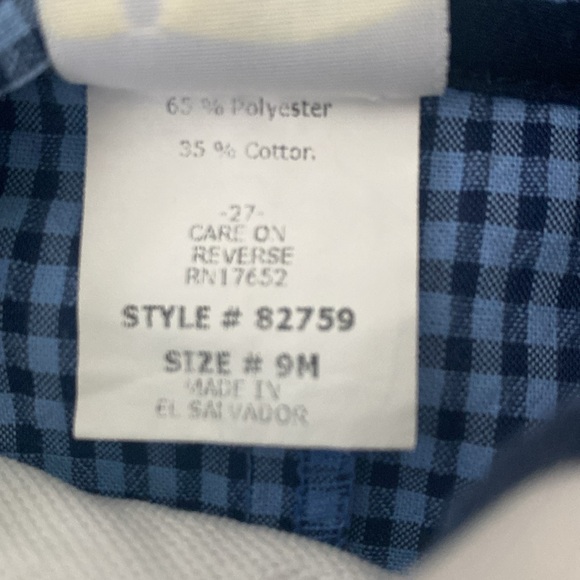 65 % Polyester
35 % Cotton.
-27-
CARE ON
REVERSE
RN17652
STYLE # 82759
SIZE # 9M
MADE IN
EL SALVADOR